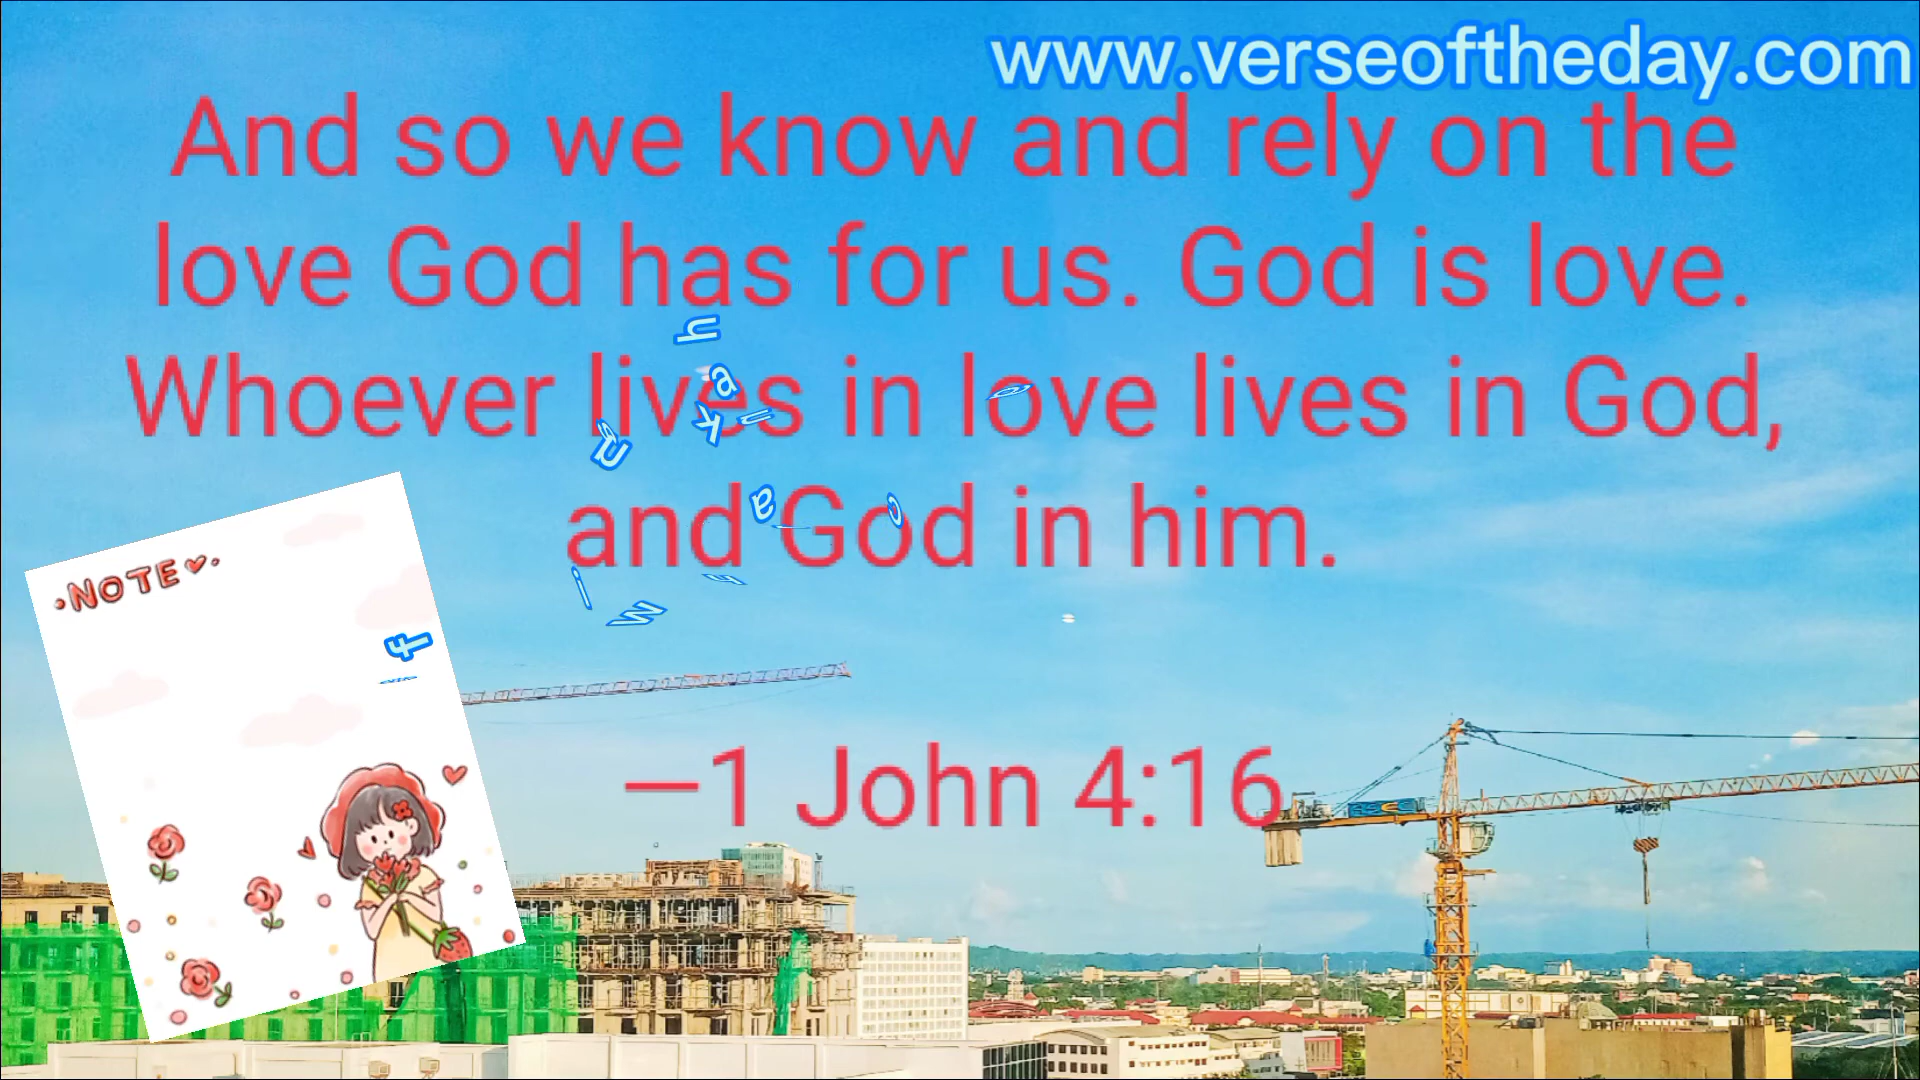 www.verseoftheday.com
And so we know and rely on the
love God has for us. God is love.
Whoever lives in love lives in God,
and God in him.
NOTE
—1 John 4:16